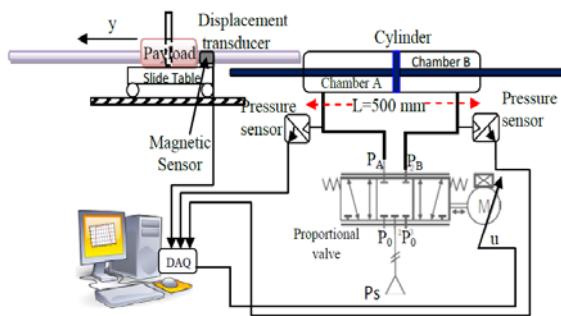 y
Displacement
transducer
Payload
Slide Table
Magnetic
Sensor
Cylinder
Chamber A
Chamber B
L=500 mm
Pressure
sensor
Pressure
sensor
PA
PB
Proportional
valve
P0
P0
M
u
Ps
DAQ